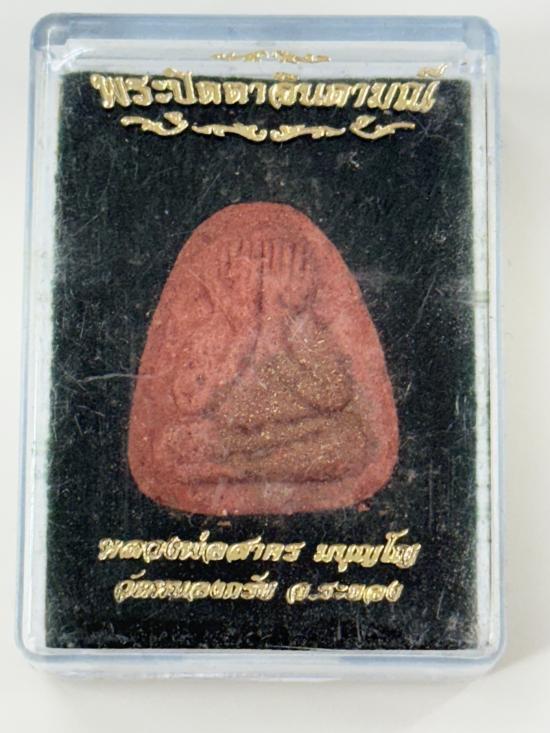 พระปิดตาจินดามณี
หลวงพ่อสาคร มนุญฺโญ
วัดหนองกรับ จ.ระยอง